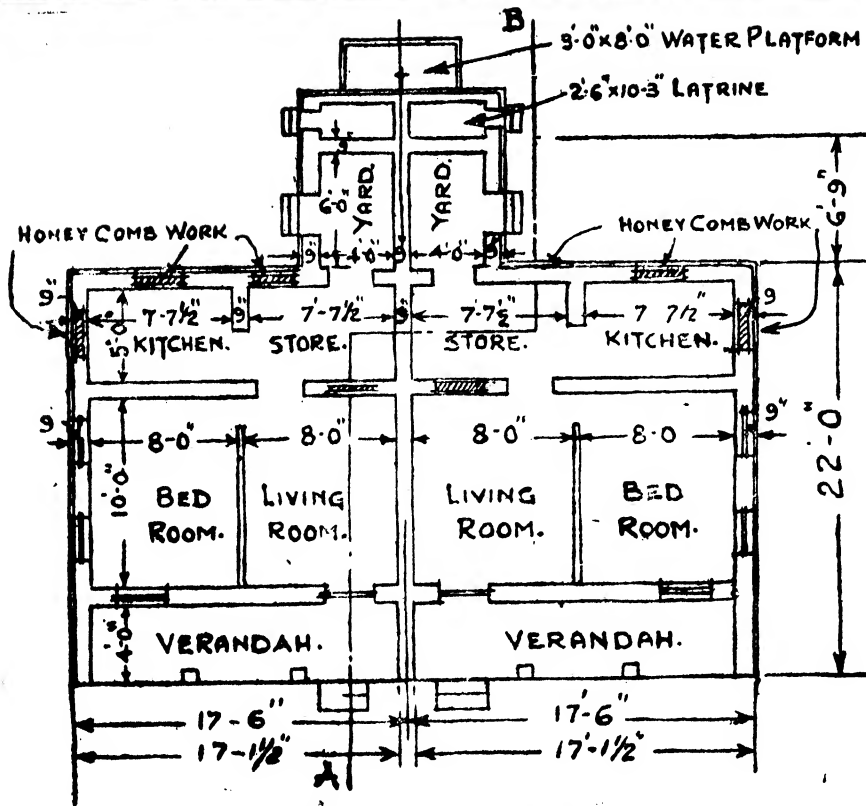 B
9'-0"x8'-0" WATER PLATFORM
2'-6"x10-3" LATRINE
9"
6'-0"
YARD.
YARD.
6'-9"
HONEY COMB WORK
HONEY COMB WORK
9" 4'-0" 9" 4'-0" 9"
9"
9
7-7½" 9" 7'-7½" 9" 7'-7½" 7 7½"
5'-0"
KITCHEN. STORE. STORE. KITCHEN.
9
9"
8-0" 8-0" 8-0" 8-0
10'-0"
22'-0"
BED ROOM.
LIVING ROOM.
LIVING ROOM.
BED ROOM.
4'-0"
VERANDAH. VERANDAH.
17-6" 17'-6"
17-1½" 17'-1½"
A